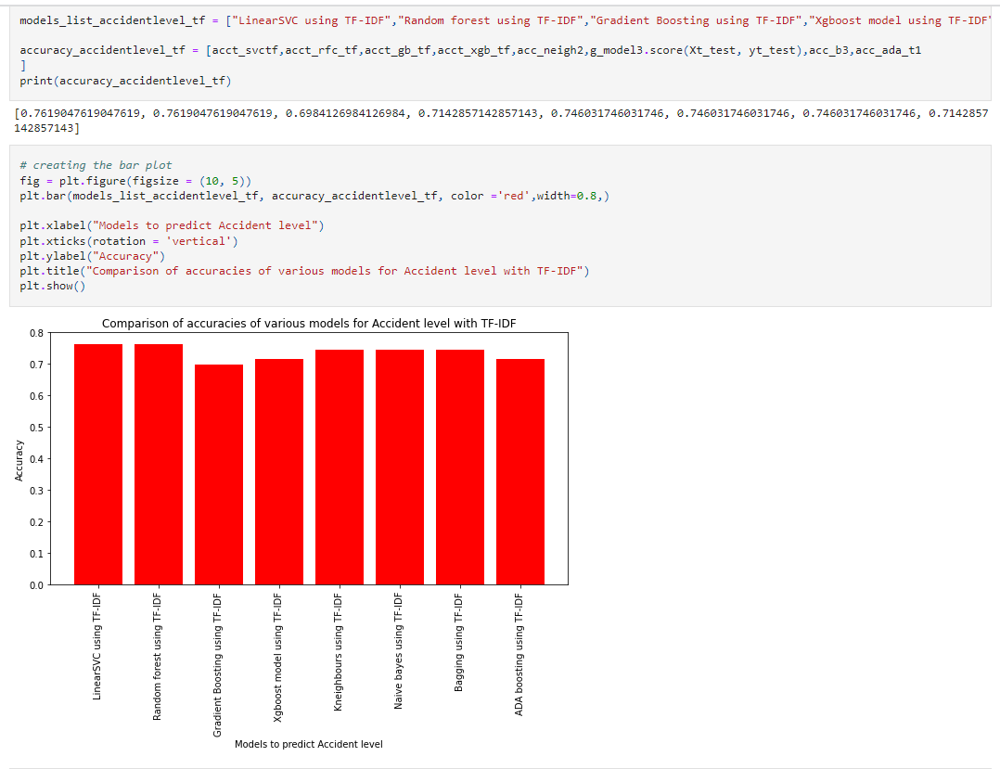 models_list_accidentlevel_tf = ["LinearSVC using TF-IDF","Random forest using TF-IDF","Gradient Boosting using TF-IDF","Xgboost model using TF-IDF"
accuracy_accidentlevel_tf = [acct_svctf,acct_rfc_tf,acct_gb_tf,acct_xgb_tf,acc_neigh2,g_model3.score(Xt_test, yt_test),acc_b3,acc_ada_t1
]
print(accuracy_accidentlevel_tf)
[0.7619047619047619, 0.7619047619047619, 0.6984126984126984, 0.7142857142857143, 0.746031746031746, 0.746031746031746, 0.746031746031746, 0.7142857
142857143]
# creating the bar plot
fig = plt.figure(figsize = (10, 5))
plt.bar(models_list_accidentlevel_tf, accuracy_accidentlevel_tf, color ='red',width=0.8,)
plt.xlabel("Models to predict Accident level")
plt.xticks(rotation = 'vertical')
plt.ylabel("Accuracy")
plt.title("Comparison of accuracies of various models for Accident level with TF-IDF")
plt.show()
Comparison of accuracies of various models for Accident level with TF-IDF
0.8
0.7
0.6
0.5
0.4
0.3
0.2
0.1
0.0
Accuracy
LinearSVC using TF-IDF
Random forest using TF-IDF
Gradient Boosting using TF-IDF
Xgboost model using TF-IDF
Kneighbours using TF-IDF
Naive bayes using TF-IDF
Bagging using TF-IDF
ADA boosting using TF-IDF
Models to predict Accident level